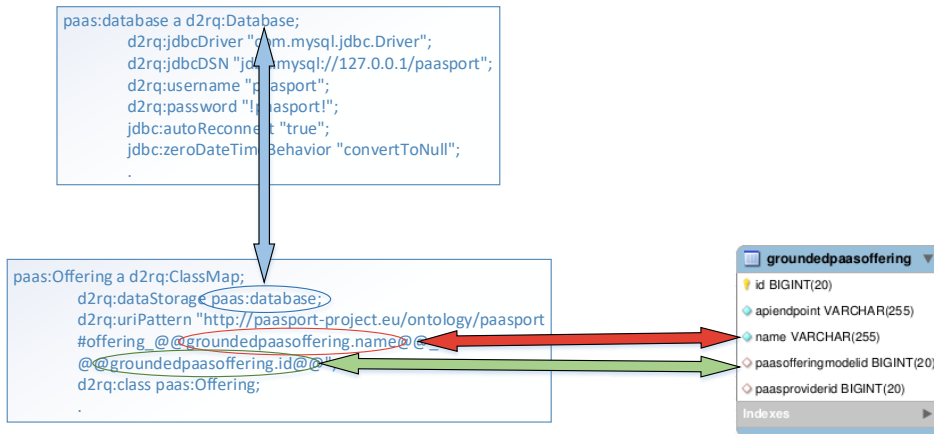 paas:database a d2rq:Database;
d2rq:jdbcDriver "com.mysql.jdbc.Driver";
d2rq:jdbcDSN "jdbc:mysql://127.0.0.1/paasport";
d2rq:username "paasport";
d2rq:password "!paasport!";
jdbc:autoReconnect "true";
jdbc:zeroDateTimeBehavior "convertToNull";
.
paas:Offering a d2rq:ClassMap;
d2rq:dataStorage paas:database;
d2rq:uriPattern "http://paasport-project.eu/ontology/paasport
#offering_@@groundedpaasoffering.name@@_
@@groundedpaasoffering.id@@";
d2rq:class paas:Offering;
.
groundedpaasoffering
id BIGINT(20)
apiendpoint VARCHAR(255)
name VARCHAR(255)
paasofferingmodelid BIGINT(20)
paasproviderid BIGINT(20)
Indexes